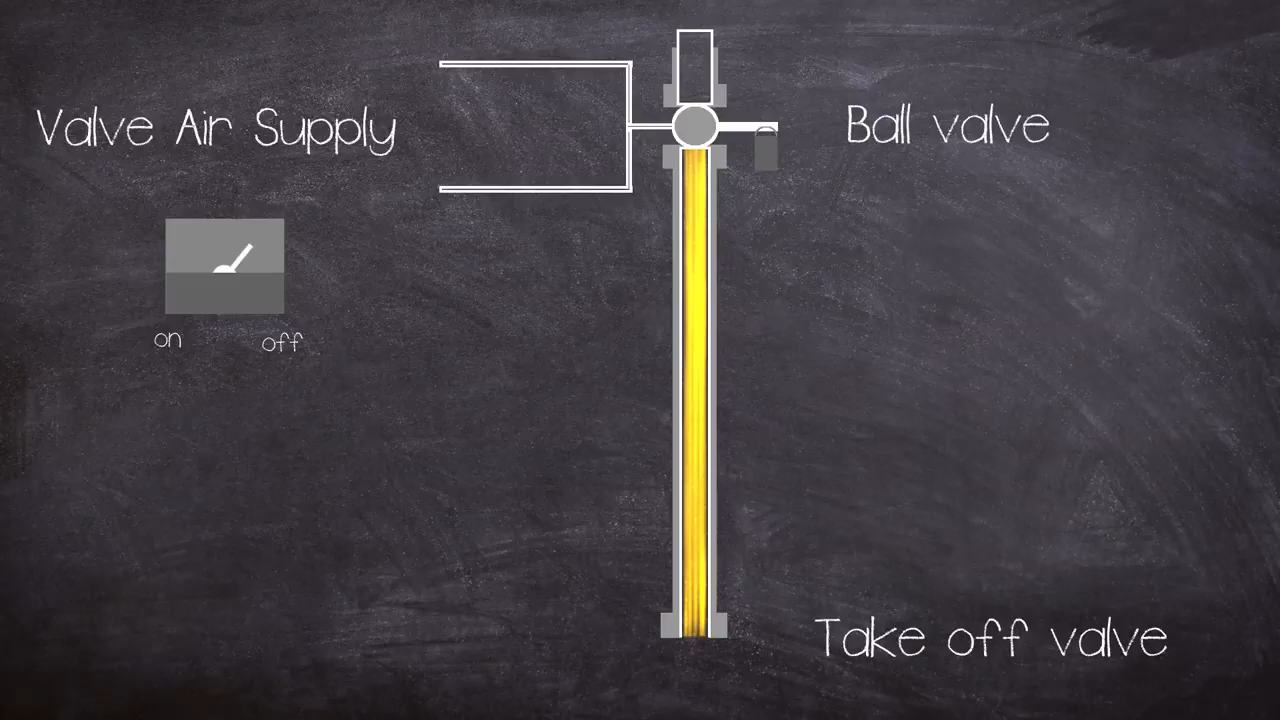 Valve Air Supply
Ball valve
on
off
Take off valve